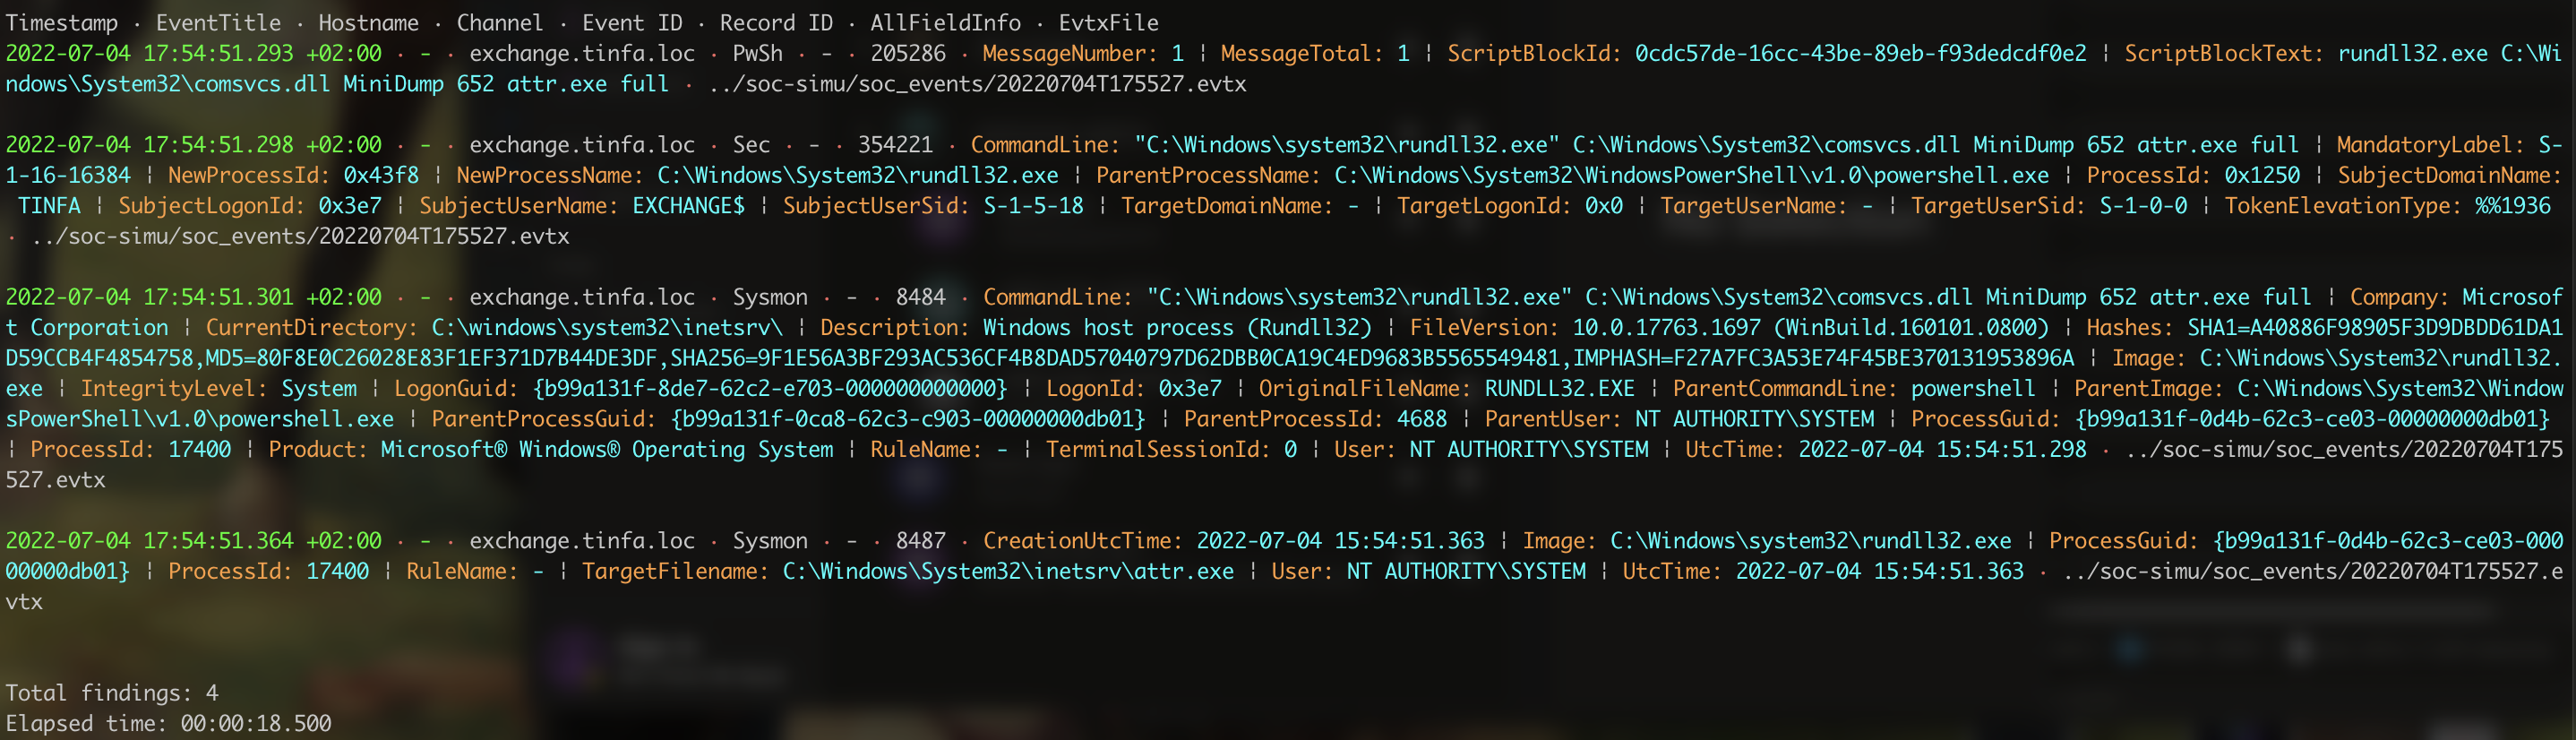 Timestamp · EventTitle · Hostname · Channel · Event ID · Record ID · AllFieldInfo · EvtxFile
2022-07-04 17:54:51.293 +02:00 · - · exchange.tinfa.loc · PwSh · - · 205286 · MessageNumber: 1 ¦ MessageTotal: 1 ¦ ScriptBlockId: 0cdc57de-16cc-43be-89eb-f93dedcdf0e2 ¦ ScriptBlockText: rundll32.exe C:\Wi
ndows\System32\comsvcs.dll MiniDump 652 attr.exe full · ../soc-simu/soc_events/20220704T175527.evtx
2022-07-04 17:54:51.298 +02:00 · - · exchange.tinfa.loc · Sec · - · 354221 · CommandLine: "C:\Windows\system32\rundll32.exe" C:\Windows\System32\comsvcs.dll MiniDump 652 attr.exe full ¦ MandatoryLabel: S-
1-16-16384 ¦ NewProcessId: 0x43f8 ¦ NewProcessName: C:\Windows\System32\rundll32.exe ¦ ParentProcessName: C:\Windows\System32\WindowsPowerShell\v1.0\powershell.exe ¦ ProcessId: 0x1250 ¦ SubjectDomainName:
TINFA ¦ SubjectLogonId: 0x3e7 ¦ SubjectUserName: EXCHANGE$ ¦ SubjectUserSid: S-1-5-18 ¦ TargetDomainName: - ¦ TargetLogonId: 0x0 ¦ TargetUserName: - ¦ TargetUserSid: S-1-0-0 ¦ TokenElevationType: %%1936
· ../soc-simu/soc_events/20220704T175527.evtx
2022-07-04 17:54:51.301 +02:00 · - · exchange.tinfa.loc · Sysmon · - · 8484 · CommandLine: "C:\Windows\system32\rundll32.exe" C:\Windows\System32\comsvcs.dll MiniDump 652 attr.exe full ¦ Company: Microsof
t Corporation ¦ CurrentDirectory: C:\windows\system32\inetsrv\ ¦ Description: Windows host process (Rundll32) ¦ FileVersion: 10.0.17763.1697 (WinBuild.160101.0800) ¦ Hashes: SHA1=A40886F98905F3D9DBDD61DA1
D59CCB4F4854758,MD5=80F8E0C26028E83F1EF371D7B44DE3DF,SHA256=9F1E56A3BF293AC536CF4B8DAD57040797D62DBB0CA19C4ED9683B5565549481,IMPHASH=F27A7FC3A53E74F45BE370131953896A ¦ Image: C:\Windows\System32\rundll32.
exe ¦ IntegrityLevel: System ¦ LogonGuid: {b99a131f-8de7-62c2-e703-000000000000} ¦ LogonId: 0x3e7 ¦ OriginalFileName: RUNDLL32.EXE ¦ ParentCommandLine: powershell ¦ ParentImage: C:\Windows\System32\Window
sPowerShell\v1.0\powershell.exe ¦ ParentProcessGuid: {b99a131f-0ca8-62c3-c903-00000000db01} ¦ ParentProcessId: 4688 ¦ ParentUser: NT AUTHORITY\SYSTEM ¦ ProcessGuid: {b99a131f-0d4b-62c3-ce03-00000000db01}
¦ ProcessId: 17400 ¦ Product: Microsoft® Windows® Operating System ¦ RuleName: - ¦ TerminalSessionId: 0 ¦ User: NT AUTHORITY\SYSTEM ¦ UtcTime: 2022-07-04 15:54:51.298 · ../soc-simu/soc_events/20220704T175
527.evtx
2022-07-04 17:54:51.364 +02:00 · - · exchange.tinfa.loc · Sysmon · - · 8487 · CreationUtcTime: 2022-07-04 15:54:51.363 ¦ Image: C:\Windows\system32\rundll32.exe ¦ ProcessGuid: {b99a131f-0d4b-62c3-ce03-000
00000db01} ¦ ProcessId: 17400 ¦ RuleName: - ¦ TargetFilename: C:\Windows\System32\inetsrv\attr.exe ¦ User: NT AUTHORITY\SYSTEM ¦ UtcTime: 2022-07-04 15:54:51.363 · ../soc-simu/soc_events/20220704T175527.e
vtx
Total findings: 4
Elapsed time: 00:00:18.500